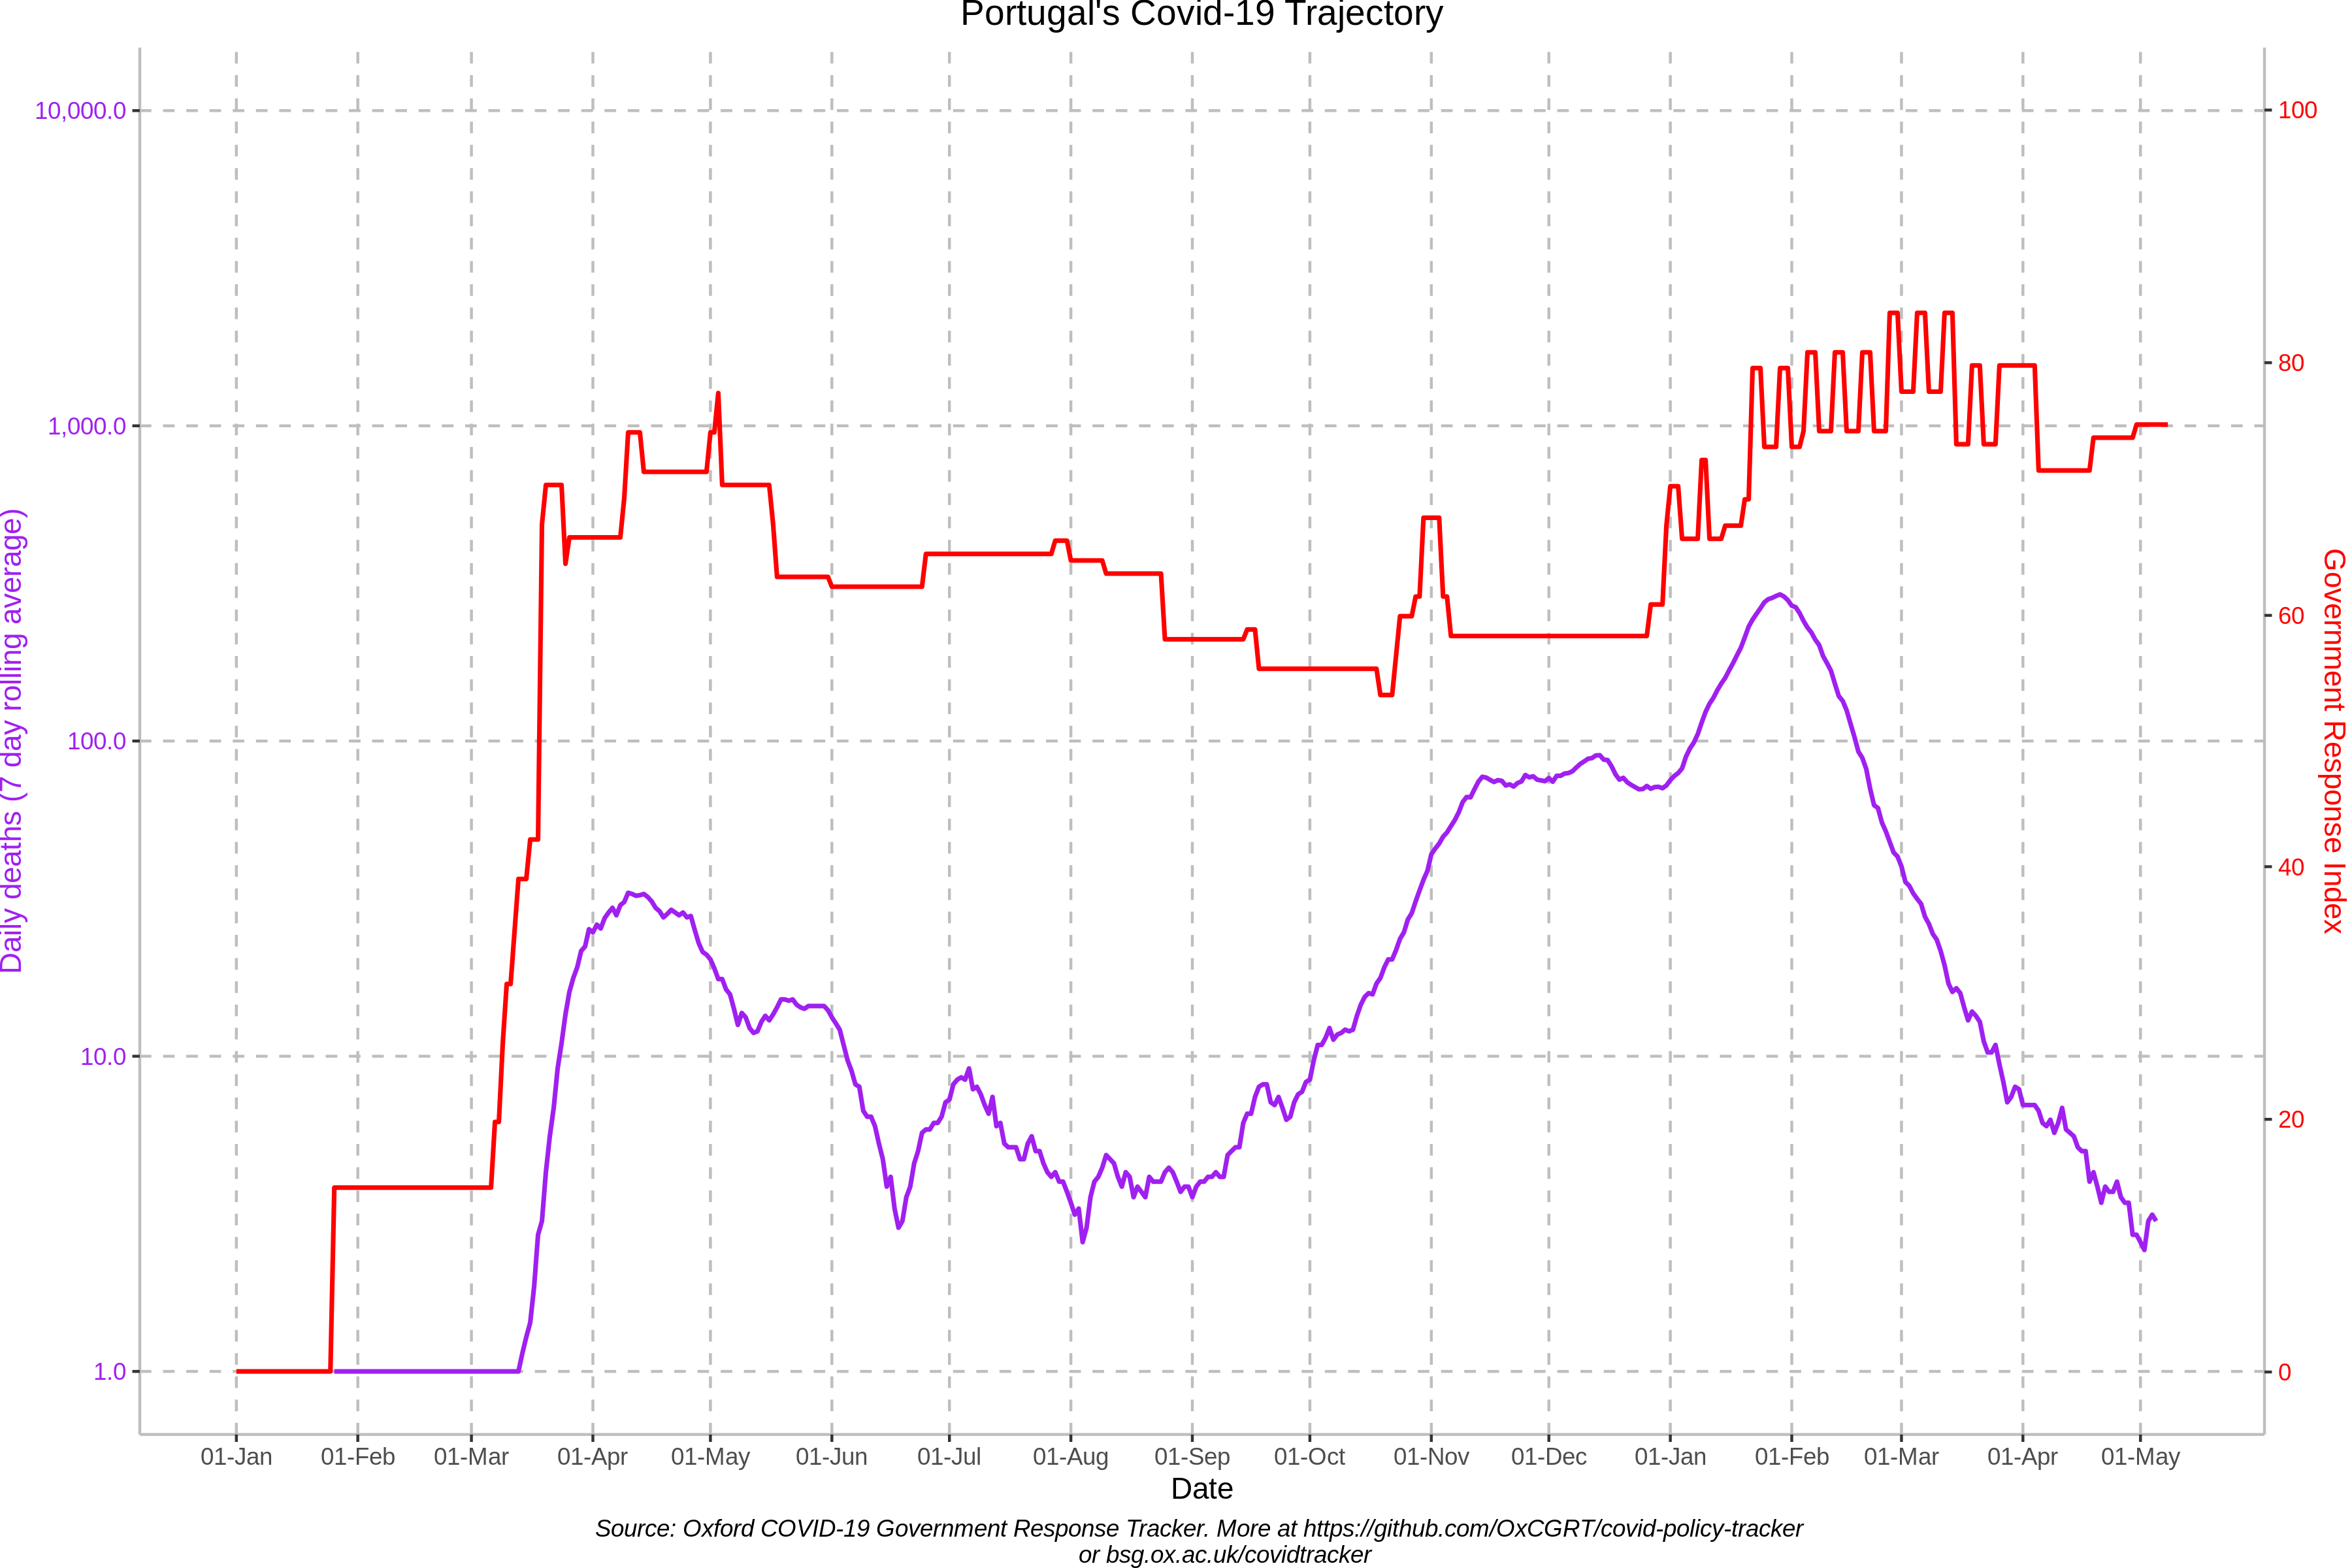 Portugal's Covid-19 Trajectory
10,000.0
1,000.0
100.0
10.0
1.0
Daily deaths (7 day rolling average)
100
80
60
40
20
0
Government Response Index
01-Jan 01-Feb 01-Mar 01-Apr 01-May 01-Jun 01-Jul 01-Aug 01-Sep 01-Oct 01-Nov 01-Dec 01-Jan 01-Feb 01-Mar 01-Apr 01-May
Date
Source: Oxford COVID-19 Government Response Tracker. More at https://github.com/OxCGRT/covid-policy-tracker
or bsg.ox.ac.uk/covidtracker